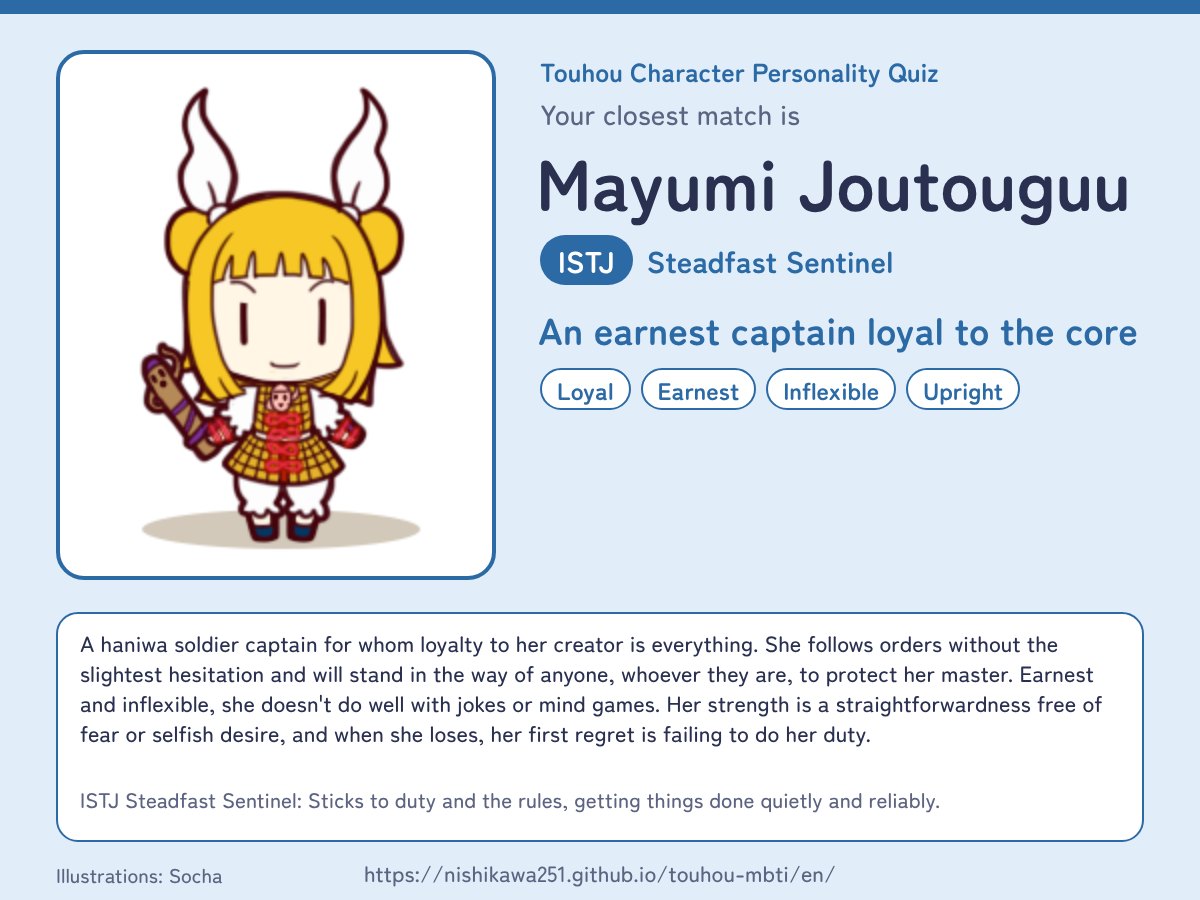 Touhou Character Personality Quiz
Your closest match is
Mayumi Joutouguu
ISTJ Steadfast Sentinel
An earnest captain loyal to the core
Loyal Earnest Inflexible Upright
A haniwa soldier captain for whom loyalty to her creator is everything. She follows orders without the
slightest hesitation and will stand in the way of anyone, whoever they are, to protect her master. Earnest
and inflexible, she doesn't do well with jokes or mind games. Her strength is a straightforwardness free of
fear or selfish desire, and when she loses, her first regret is failing to do her duty.
ISTJ Steadfast Sentinel: Sticks to duty and the rules, getting things done quietly and reliably.
Illustrations: Socha https://nishikawa251.github.io/touhou-mbti/en/